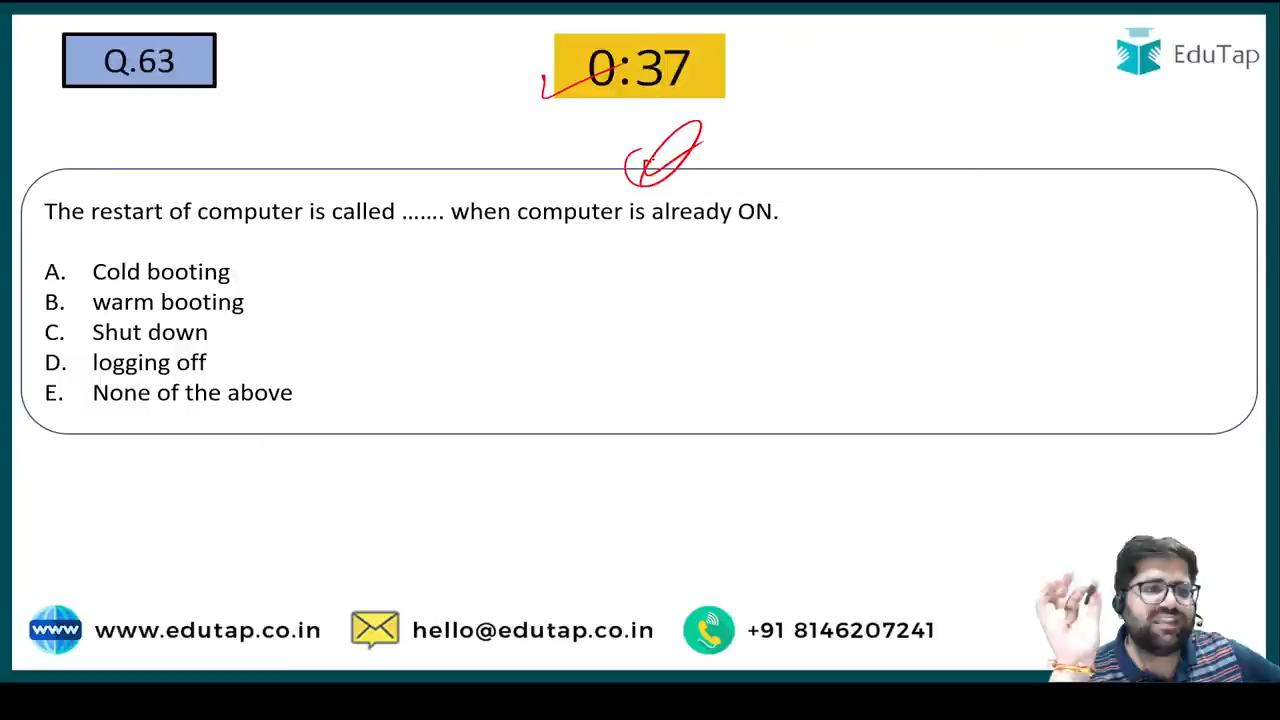 Q.63
0:37
EduTap
The restart of computer is called ....... when computer is already ON.
A. Cold booting
B. warm booting
C. Shut down
D. logging off
E. None of the above
www www.edutap.co.in hello@edutap.co.in +91 8146207241